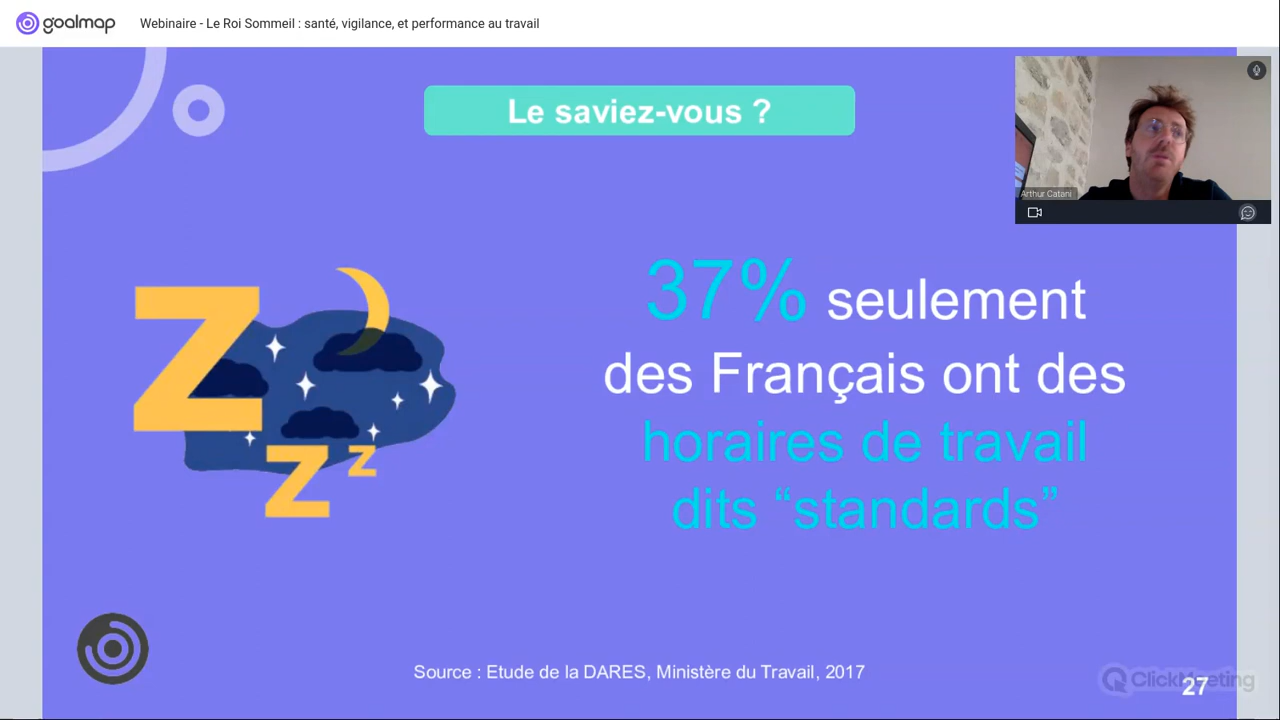 goalmap
Webinaire - Le Roi Sommeil : santé, vigilance, et performance au travail
Le saviez-vous ?
Arthur Catani
37% seulement
des Français ont des
horaires de travail
dits “standards”
Z
z
z
Source : Etude de la DARES, Ministère du Travail, 2017
ClickMeeting
27